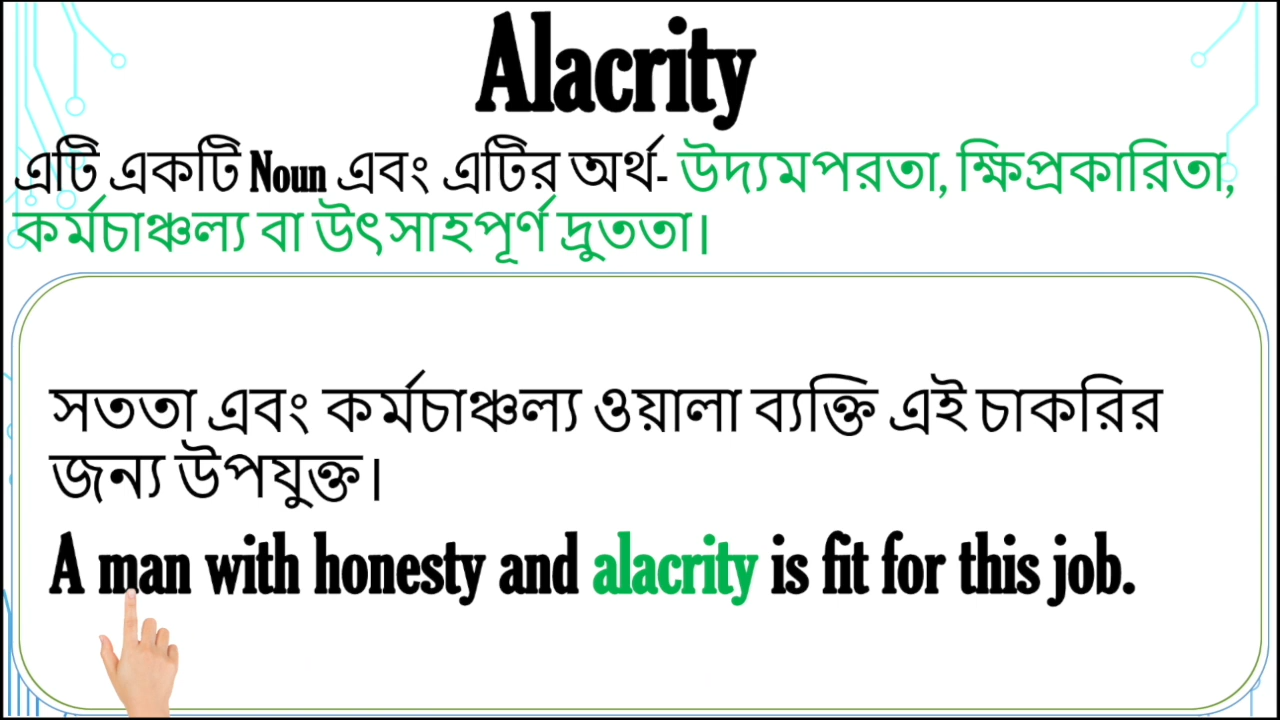 Alacrity
এটি একটি Noun এবং এটির অর্থ- উদ্যমপরতা, ক্ষিপ্রকারিতা,
কর্মচাঞ্চল্য বা উৎসাহপূর্ণ দ্রুততা।
সততা এবং কর্মচাঞ্চল্য ওয়ালা ব্যক্তি এই চাকরির
জন্য উপযুক্ত।
A man with honesty and alacrity is fit for this job.